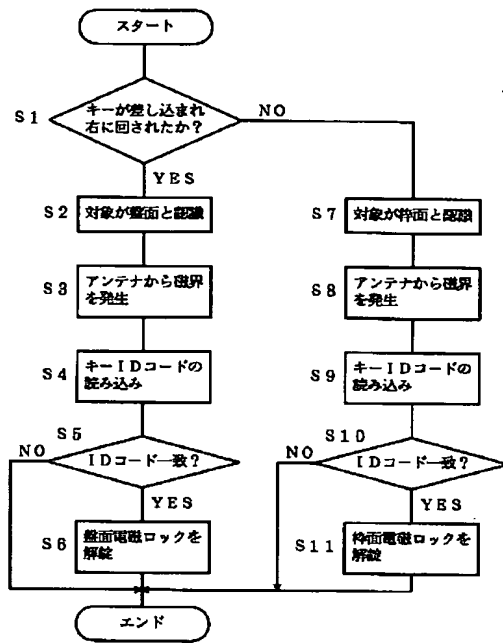 スタート
S1
キーが差し込まれ
右に回されたか?
NO
YES
S2
対象が盤面と認識
S7
対象が枠面と認識
S3
アンテナから磁界
を発生
S8
アンテナから磁界
を発生
S4
キーIDコードの
読み込み
S9
キーIDコードの
読み込み
S5
NO
IDコード一致?
YES
S10
NO
IDコード一致?
YES
S6
盤面電磁ロックを
解錠
S11
枠面電磁ロックを
解錠
エンド